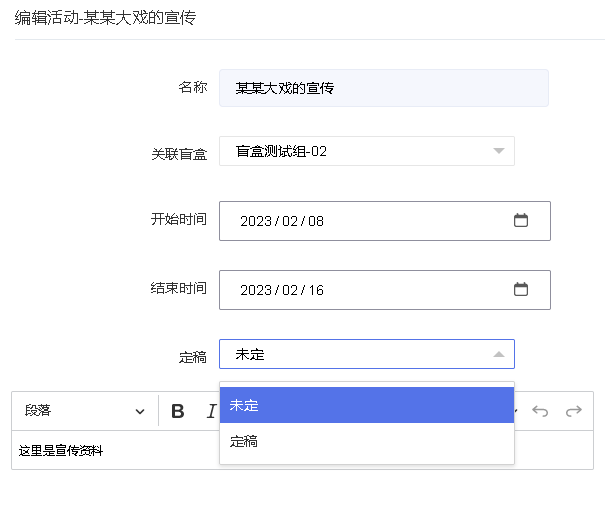 编辑活动-某某大戏的宣传
名称 某某大戏的宣传
关联盲盒 盲盒测试组-02
开始时间 2023/02/08
结束时间 2023/02/16
定稿 未定
未定
定稿
段落 B I
这里是宣传资料